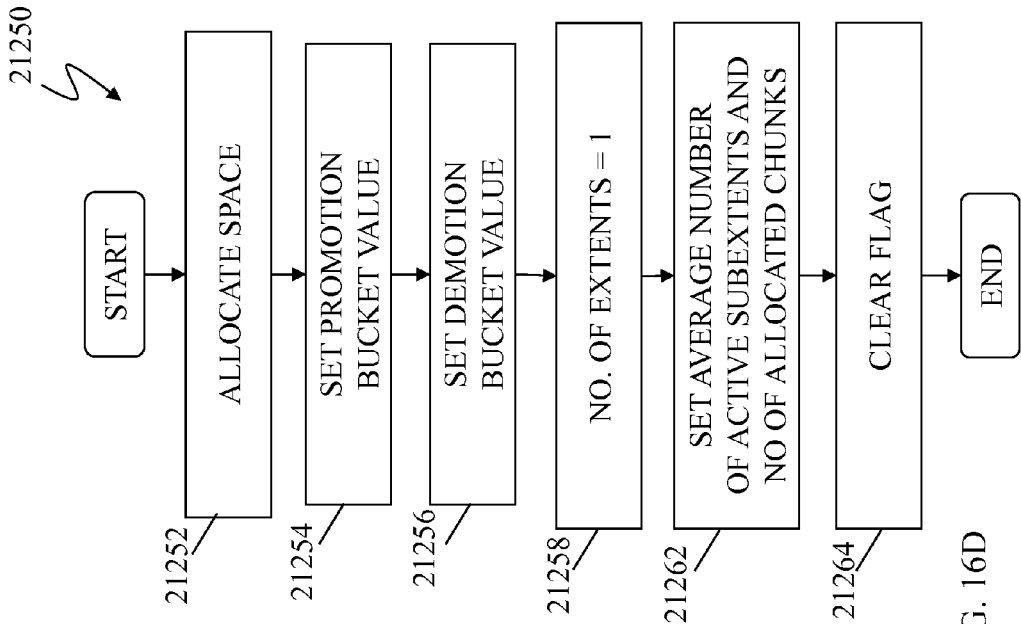 21250
START
21252
ALLOCATE SPACE
21254
SET PROMOTION
BUCKET VALUE
21256
SET DEMOTION
BUCKET VALUE
21258
NO. OF EXTENTS = 1
21262
SET AVERAGE NUMBER
OF ACTIVE SUBEXTENTS AND
NO OF ALLOCATED CHUNKS
21264
CLEAR FLAG
END
G. 16D